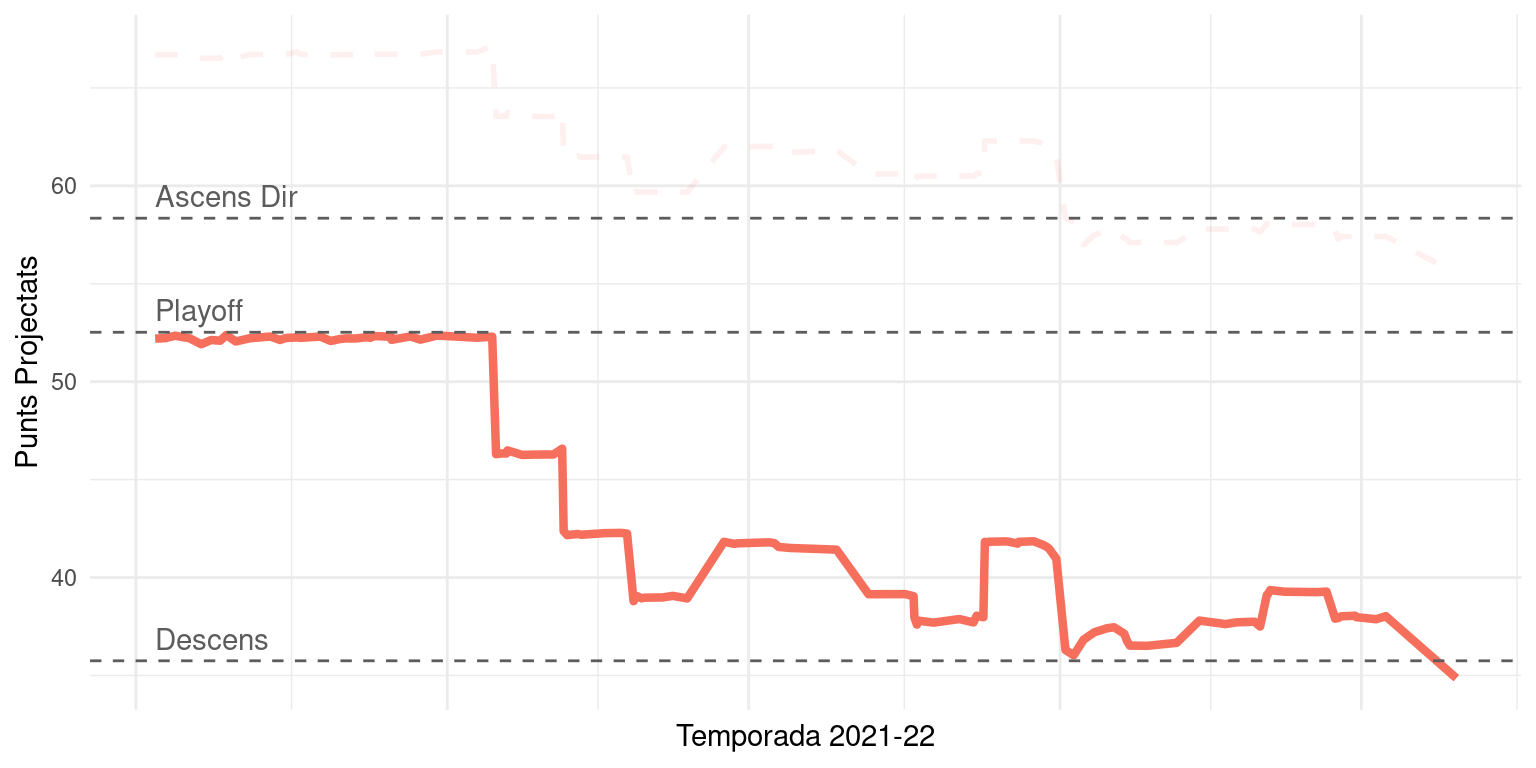 60
Ascens Dir
Playoff
50
40
Descens
Punts Projectats
Temporada 2021-22